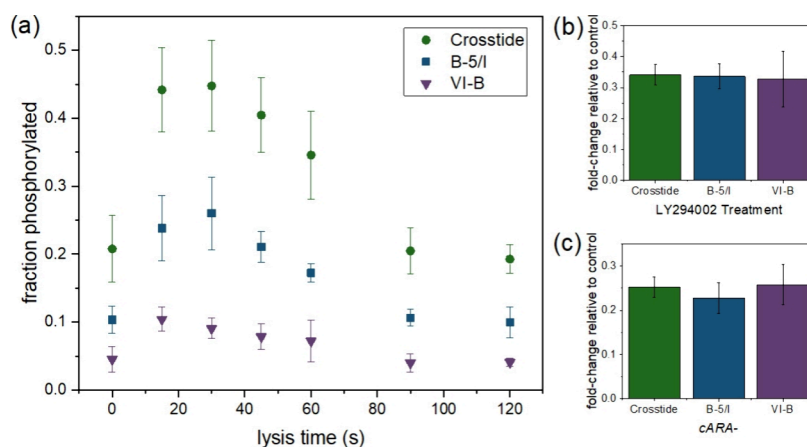 (a)
fraction phosphorylated
0.5
0.4
0.3
0.2
0.1
0.0
0 20 40 60 80 100 120
lysis time (s)
Crosstide
B-5/I
VI-B
(b)
fold-change relative to control
0.5
0.4
0.3
0.2
0.1
0.0
Crosstide B-5/I VI-B
LY294002 Treatment
(c)
fold-change relative to control
0.3
0.2
0.1
0.0
Crosstide B-5/I VI-B
cARA-